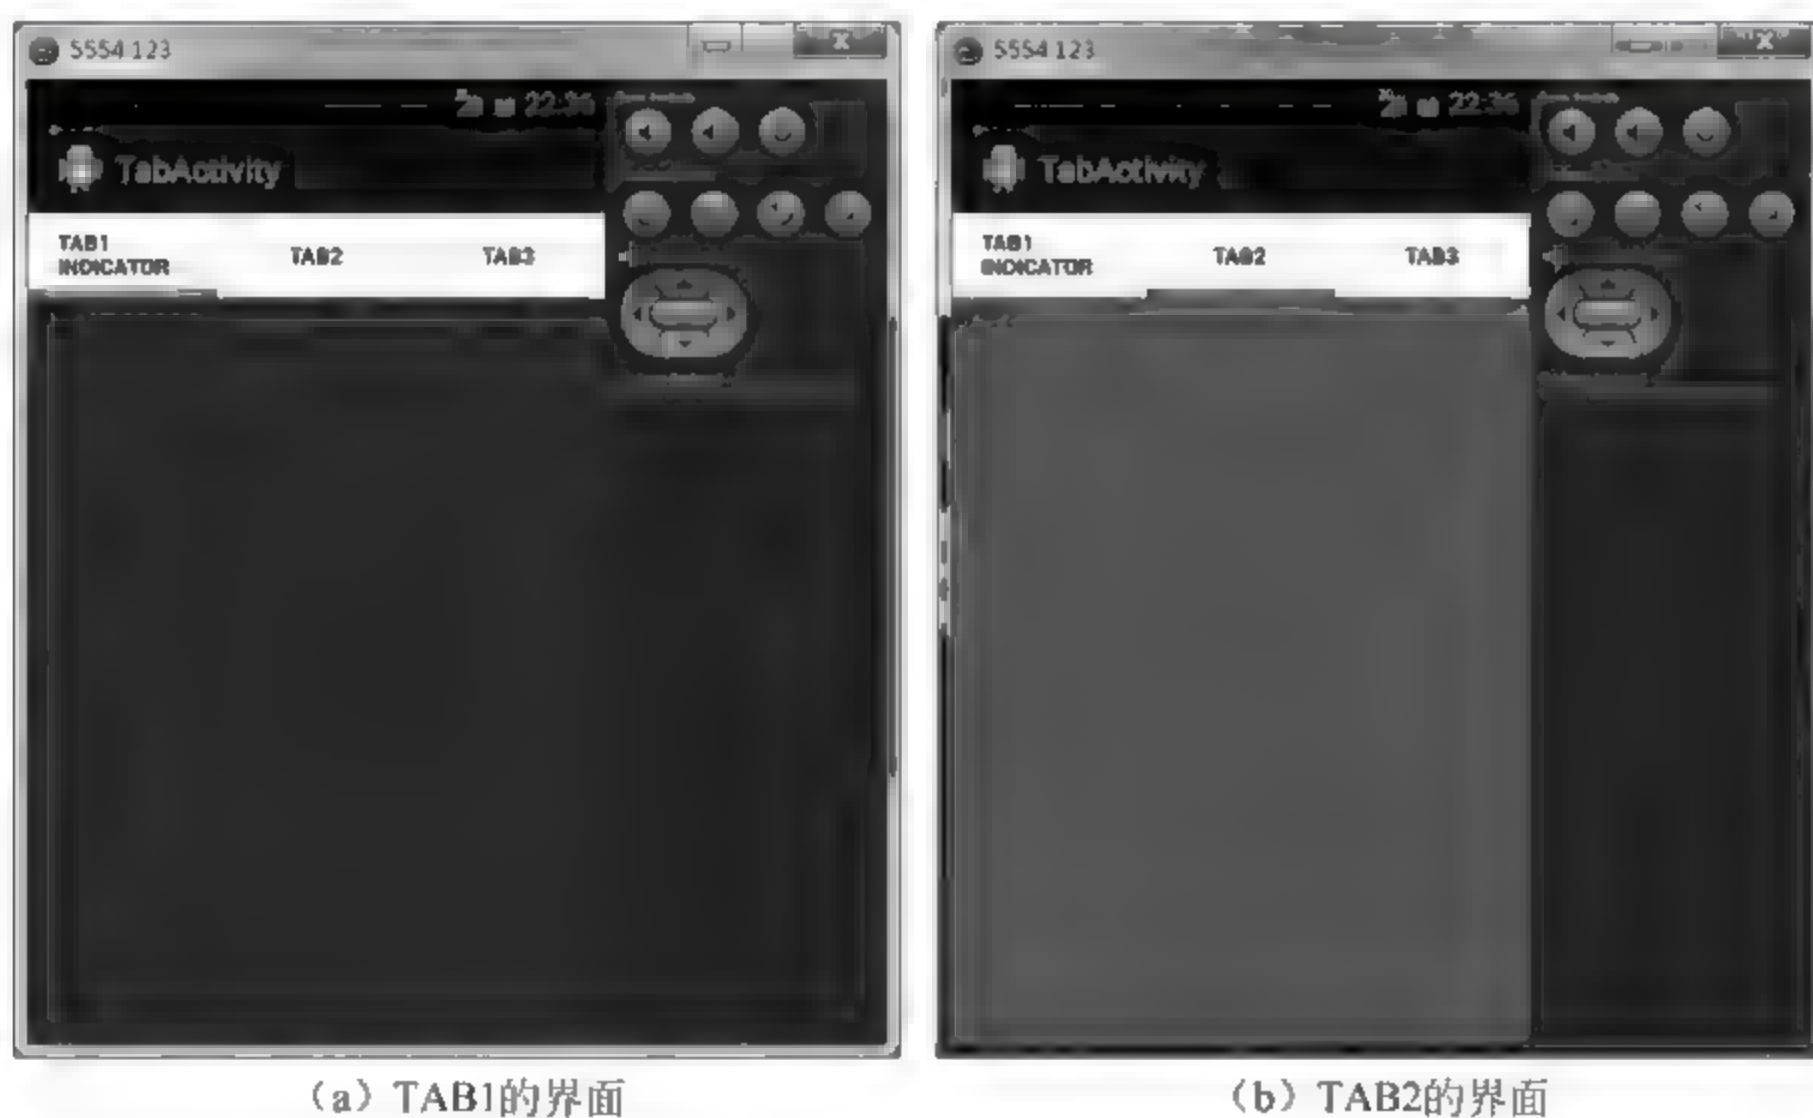 5554:123
22:36
TabActivity
TAB1
INDICATOR
TAB2
TAB3
(a) TAB1的界面
5554:123
22:36
TabActivity
TAB1
INDICATOR
TAB2
TAB3
(b) TAB2的界面